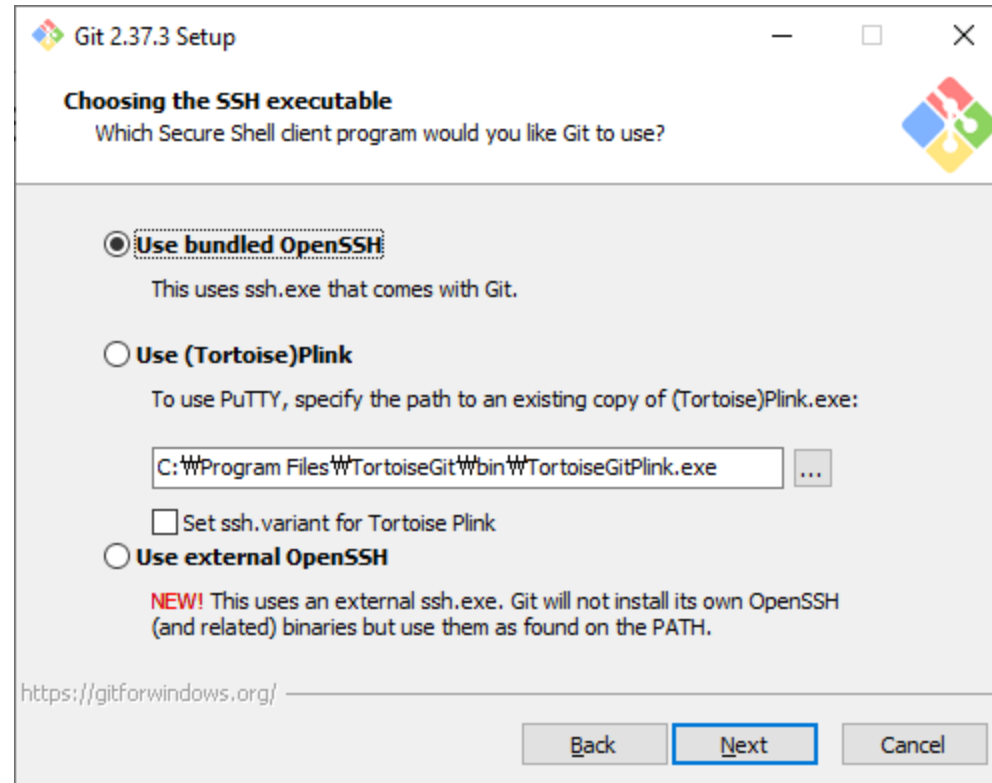 Git 2.37.3 Setup
Choosing the SSH executable
Which Secure Shell client program would you like Git to use?
Use bundled OpenSSH
This uses ssh.exe that comes with Git.
Use (Tortoise)Plink
To use PuTTY, specify the path to an existing copy of (Tortoise)Plink.exe:
C:₩Program Files₩TortoiseGit₩bin₩TortoiseGitPlink.exe
...
Set ssh.variant for Tortoise Plink
Use external OpenSSH
NEW! This uses an external ssh.exe. Git will not install its own OpenSSH
(and related) binaries but use them as found on the PATH.
https://gitforwindows.org/
Back Next Cancel